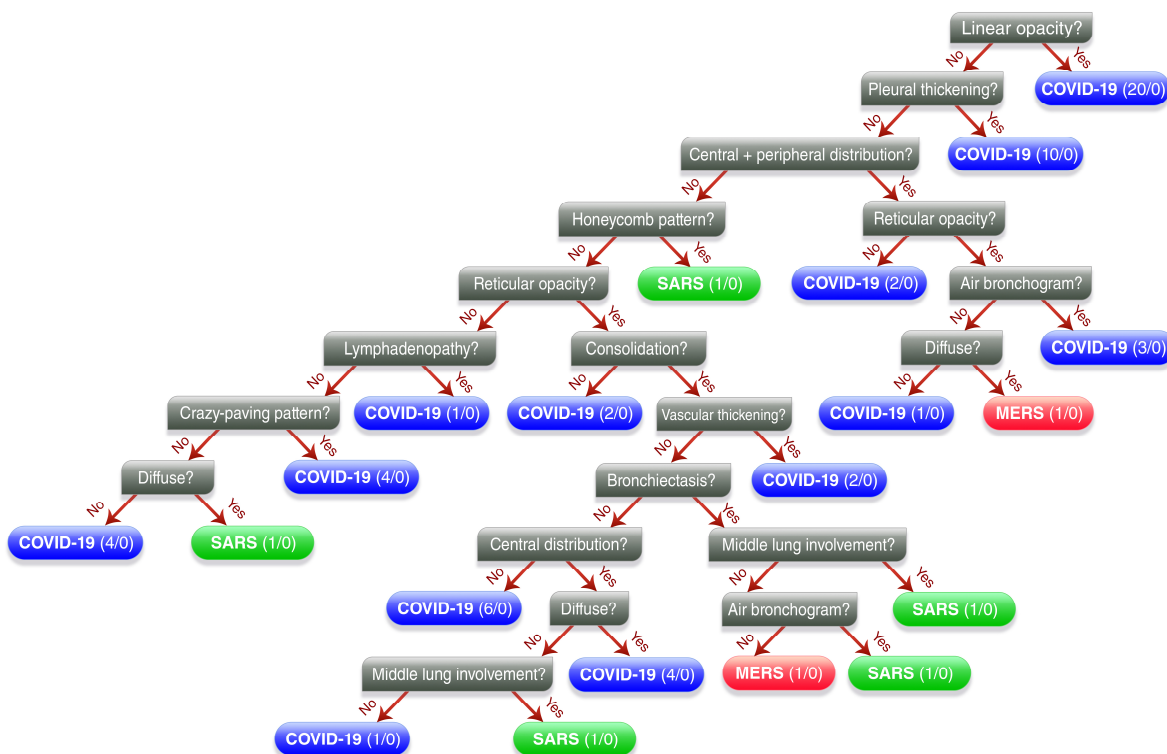 Linear opacity?
No
Yes
Pleural thickening?
COVID-19 (20/0)
No
Yes
Central + peripheral distribution?
COVID-19 (10/0)
No
Yes
Honeycomb pattern?
Reticular opacity?
No
Yes
No
Yes
Reticular opacity?
SARS (1/0)
COVID-19 (2/0)
Air bronchogram?
No
Yes
No
Yes
Lymphadenopathy?
Consolidation?
Diffuse?
COVID-19 (3/0)
No
Yes
No
Yes
No
Yes
Crazy-paving pattern?
COVID-19 (1/0)
COVID-19 (2/0)
Vascular thickening?
COVID-19 (1/0)
MERS (1/0)
No
Yes
No
Yes
Diffuse?
COVID-19 (4/0)
Bronchiectasis?
COVID-19 (2/0)
No
Yes
No
Yes
COVID-19 (4/0)
SARS (1/0)
Central distribution?
Middle lung involvement?
No
Yes
No
Yes
COVID-19 (6/0)
Diffuse?
Air bronchogram?
SARS (1/0)
No
Yes
No
Yes
Middle lung involvement?
COVID-19 (4/0)
MERS (1/0)
SARS (1/0)
No
Yes
COVID-19 (1/0)
SARS (1/0)